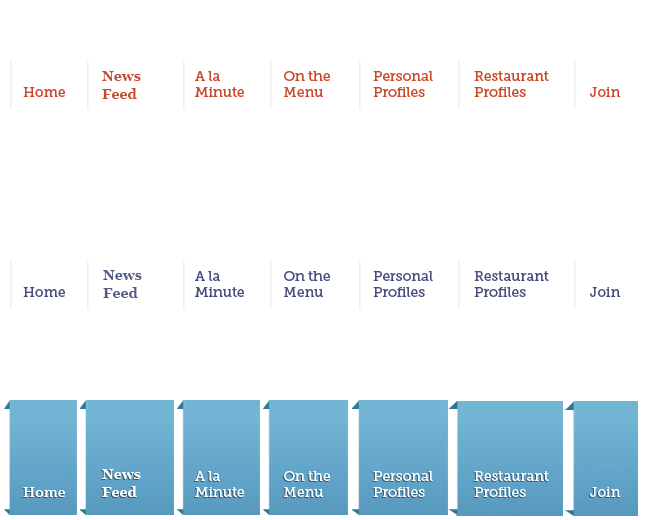 Home
News
Feed
A la
Minute
On the
Menu
Personal
Profiles
Restaurant
Profiles
Join
Home
News
Feed
A la
Minute
On the
Menu
Personal
Profiles
Restaurant
Profiles
Join
Home
News
Feed
A la
Minute
On the
Menu
Personal
Profiles
Restaurant
Profiles
Join